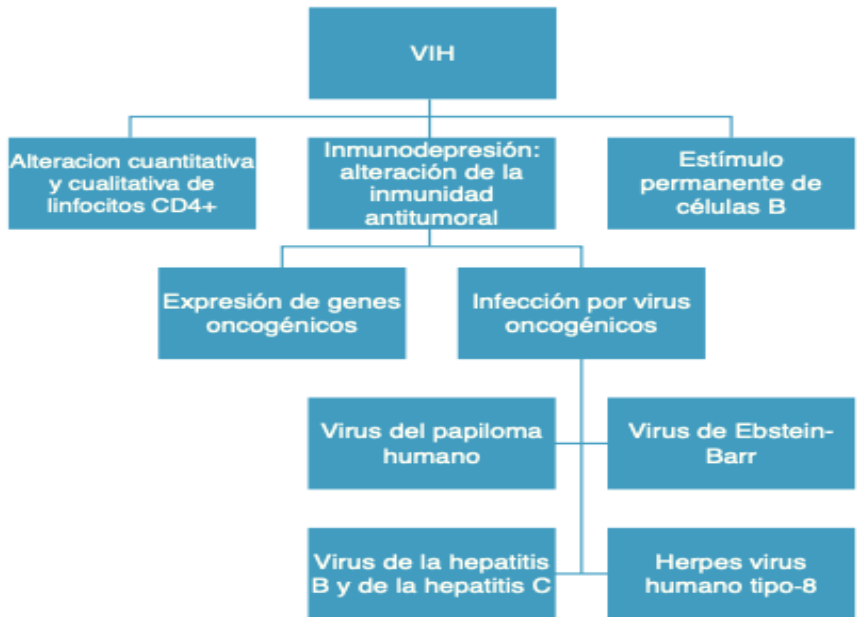 VIH
Alteracion cuantitativa
y cualitativa de
linfocitos CD4+
Inmunodepresión:
alteración de la
inmunidad
antitumoral
Estímulo
permanente de
células B
Expresión de genes
oncogénicos
Infección por virus
oncogénicos
Virus del papiloma
humano
Virus de Ebstein-
Barr
Virus de la hepatitis
B y de la hepatitis C
Herpes virus
humano tipo-8